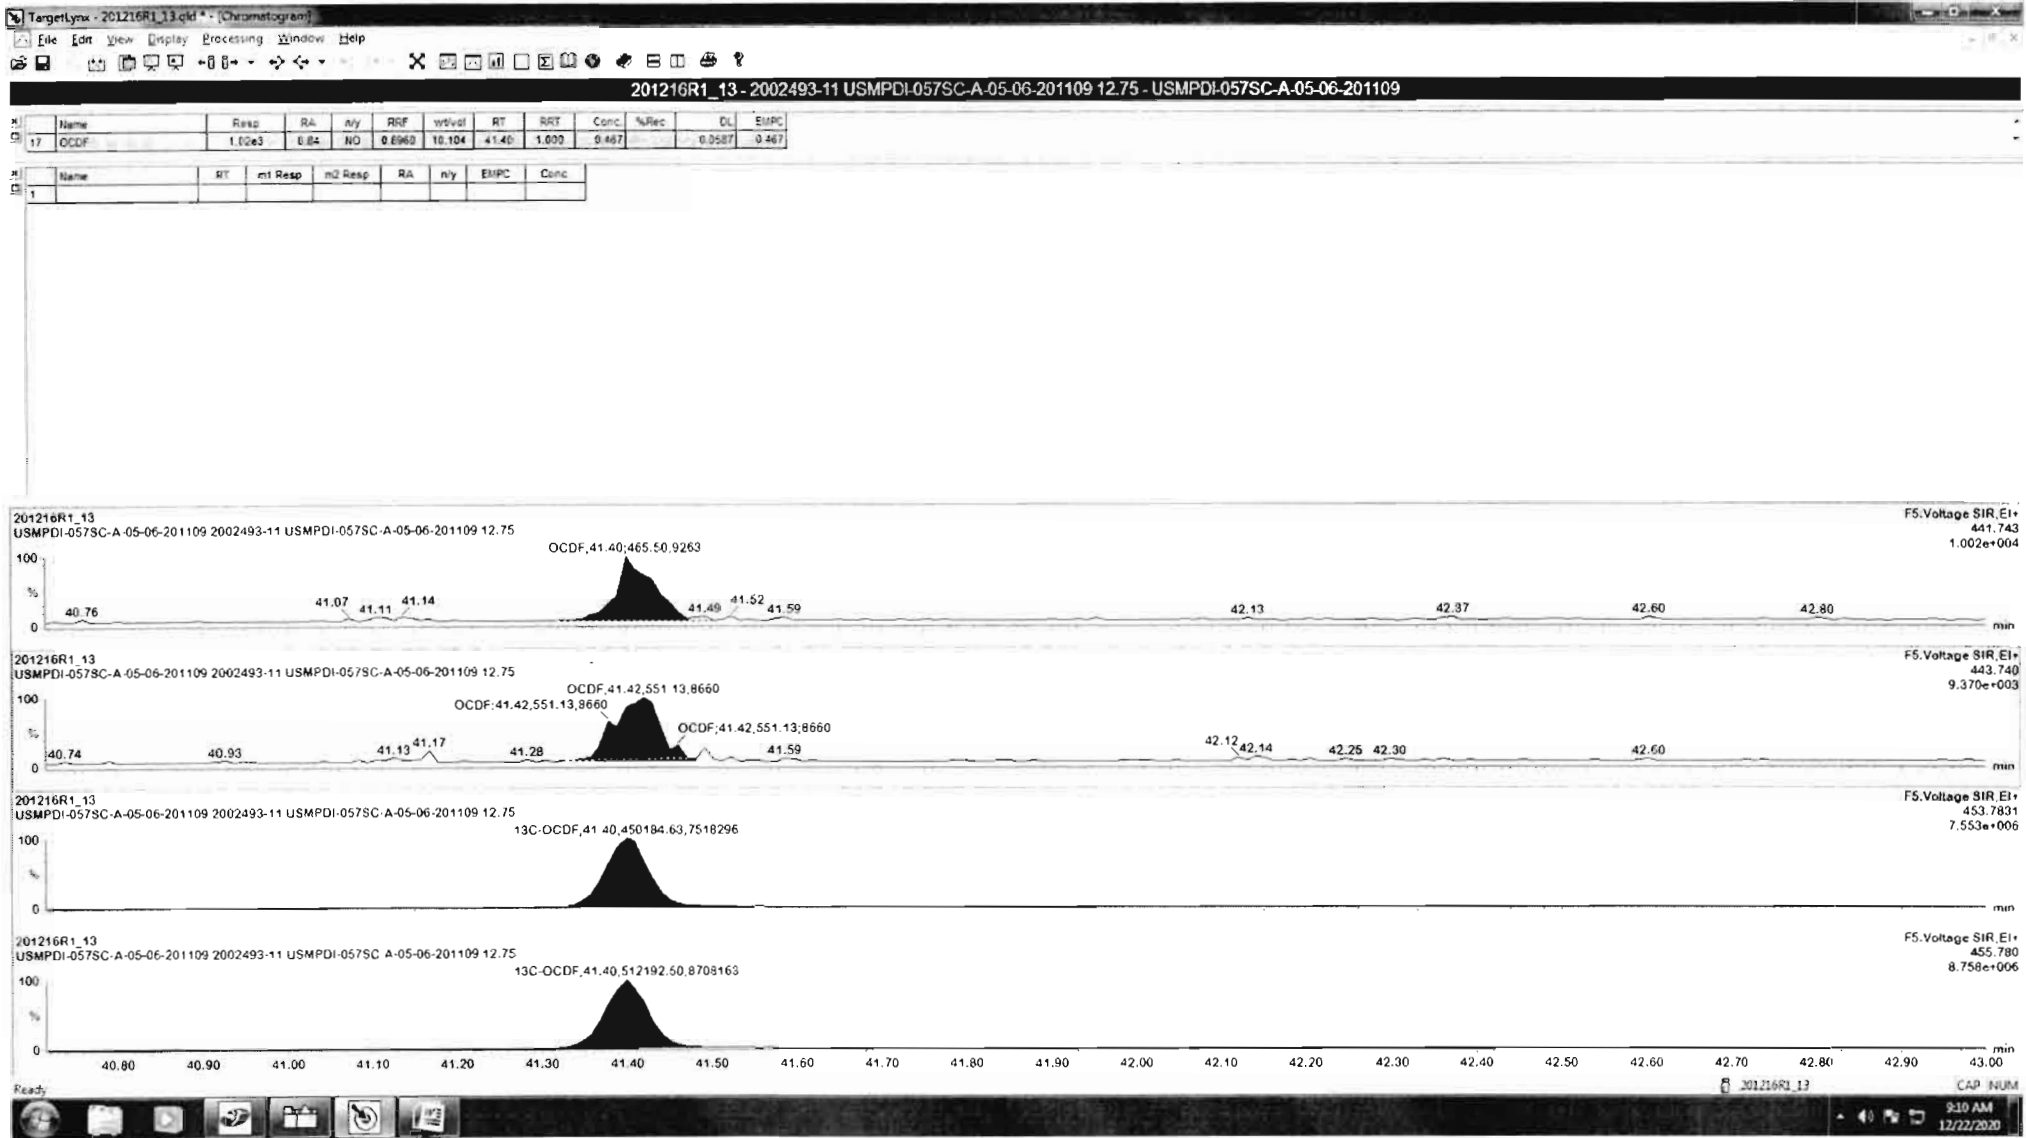 TargetLynx - 201216R1_13.qld * - [Chromatogram]
File Edit View Display Processing Window Help
201216R1_13 - 2002493-11 USMPDI-057SC-A-05-06-201109 12.75 - USMPDI-057SC-A-05-06-201109
Name Resp RA n/y RRF wt/vol RT RRT Conc. %Rec DL EMPC
17 OCDF 1.02e3 0.84 NO 0.8960 10.104 41.40 1.000 0.467 0.0587 0.467
Name RT m1 Resp m2 Resp RA n/y EMPC Conc
1
201216R1_13 F5:Voltage SIR,EI+
USMPDI-057SC-A-05-06-201109 2002493-11 USMPDI-057SC-A-05-06-201109 12.75 441.743
1.002e+004
OCDF,41.40;465.50,9263
100
%
40.76 41.07 41.11 41.14 41.49 41.52 41.59 42.13 42.37 42.60 42.80
0 min
201216R1_13 F5:Voltage SIR,EI+
USMPDI-057SC-A-05-06-201109 2002493-11 USMPDI-057SC-A-05-06-201109 12.75 443.740
9.370e+003
OCDF,41.42,551 13,8660
100
OCDF;41.42,551.13,8660
OCDF;41.42,551.13;8660
%
40.74 40.93 41.13 41.17 41.28 41.59 42.12 42.14 42.25 42.30 42.60
0 min
201216R1_13 F5:Voltage SIR,EI+
USMPDI-057SC-A-05-06-201109 2002493-11 USMPDI-057SC-A-05-06-201109 12.75 453.7831
7.553e+006
13C-OCDF,41 40,450184.63,7518296
100
%
0 min
201216R1_13 F5:Voltage SIR,EI+
USMPDI-057SC-A-05-06-201109 2002493-11 USMPDI-057SC A-05-06-201109 12.75 455.780
8.758e+006
13C-OCDF,41.40,512192.50,8708163
100
%
0 min
40.80 40.90 41.00 41.10 41.20 41.30 41.40 41.50 41.60 41.70 41.80 41.90 42.00 42.10 42.20 42.30 42.40 42.50 42.60 42.70 42.80 42.90 43.00
Ready 201216R1_13 CAP NUM
9:10 AM
12/22/2020